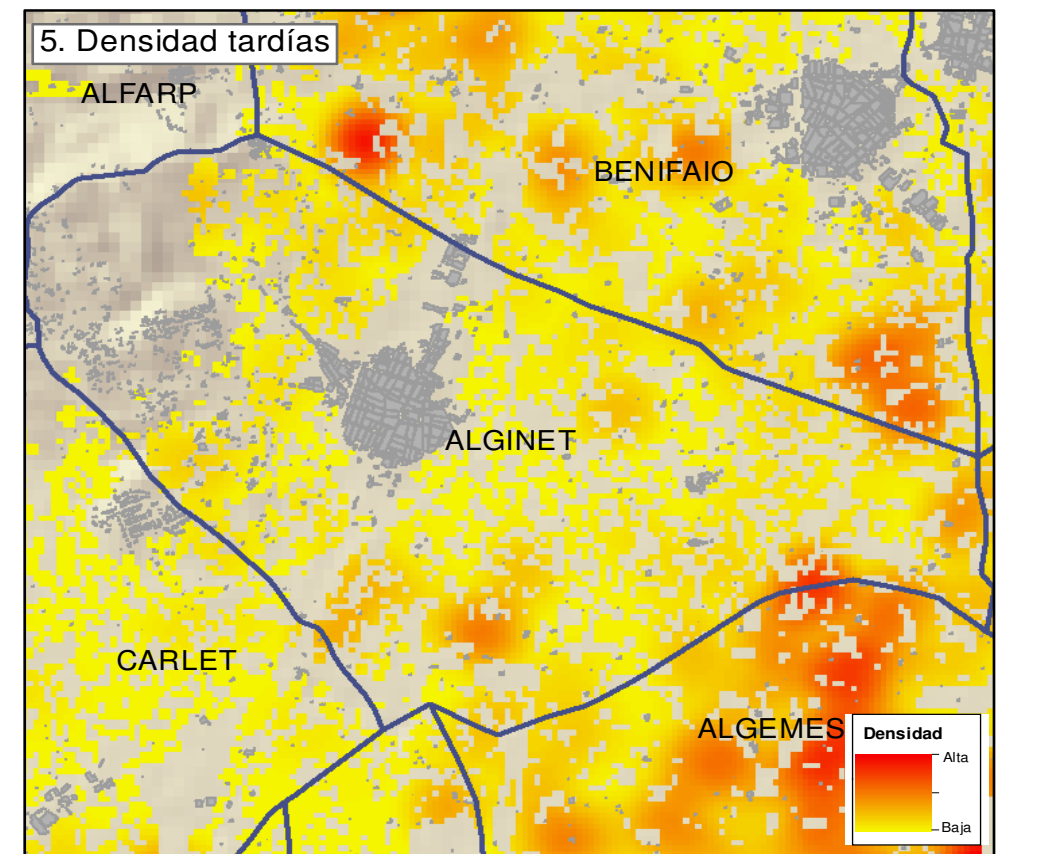 5. Densidad tardías
ALFARP
BENIFAIO
ALGINET
CARLET
ALGEMES
Densidad
Alta
Baja